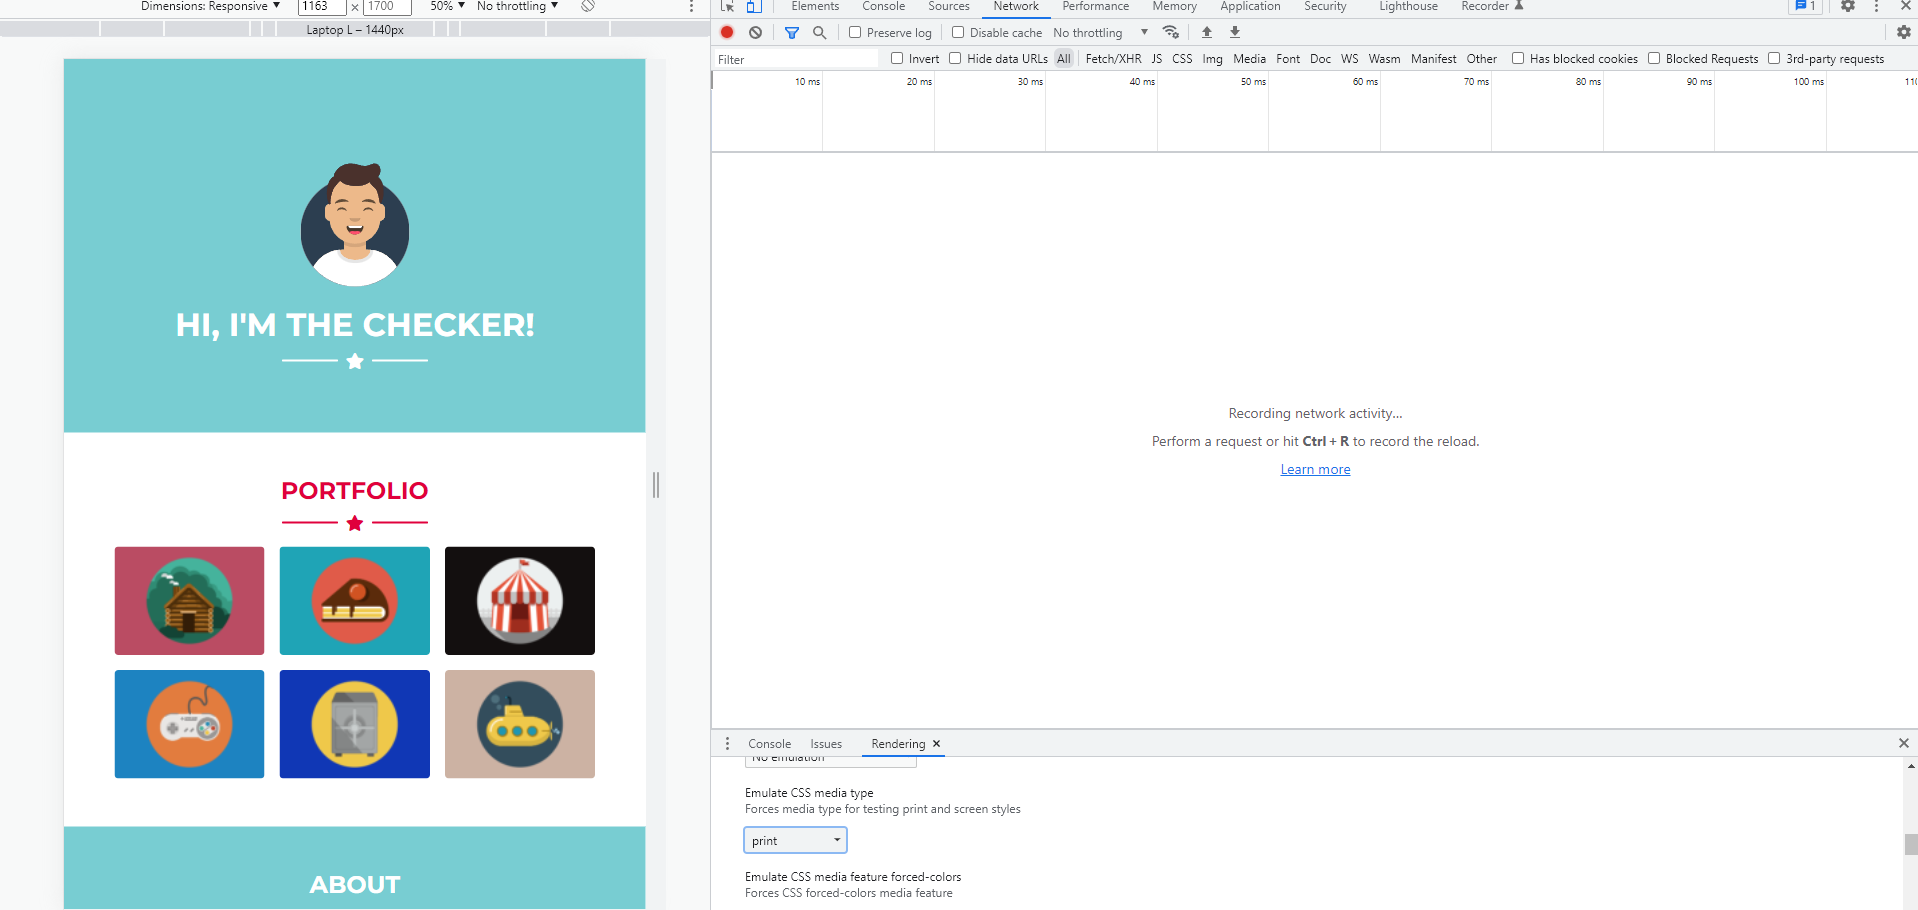 Dimensions: Responsive 1163 × 1700 50% No throttling
Laptop L – 1440px
HI, I'M THE CHECKER!
PORTFOLIO
ABOUT
Elements Console Sources Network Performance Memory Application Security Lighthouse Recorder 1
Preserve log Disable cache No throttling
Filter Invert Hide data URLs All Fetch/XHR JS CSS Img Media Font Doc WS Wasm Manifest Other Has blocked cookies Blocked Requests 3rd-party requests
10 ms 20 ms 30 ms 40 ms 50 ms 60 ms 70 ms 80 ms 90 ms 100 ms 110
Recording network activity…
Perform a request or hit Ctrl + R to record the reload.
Learn more
Console Issues Rendering
No emulation
Emulate CSS media type
Forces media type for testing print and screen styles
print
Emulate CSS media feature forced-colors
Forces CSS forced-colors media feature